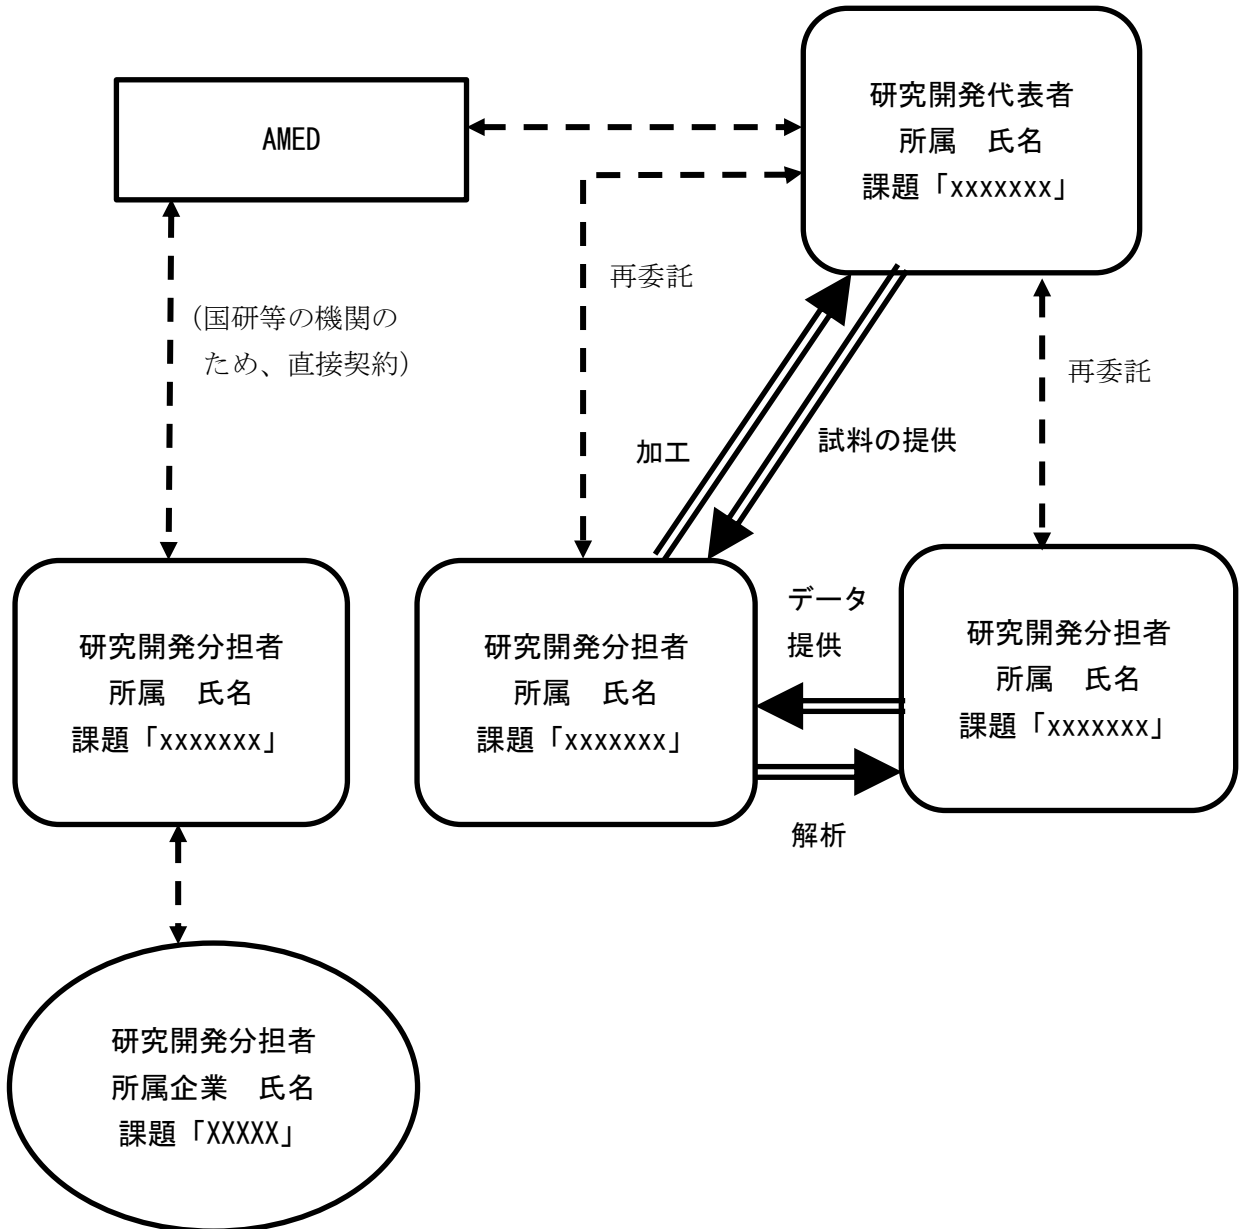 研究開発代表者
所属　氏名
課題「xxxxxxx」
AMED
再委託
（国研等の機関の
ため、直接契約）
再委託
加工
試料の提供
データ
提供
研究開発分担者
所属　氏名
課題「xxxxxxx」
研究開発分担者
所属　氏名
課題「xxxxxxx」
研究開発分担者
所属　氏名
課題「xxxxxxx」
解析
研究開発分担者
所属企業　氏名
課題「XXXXX」